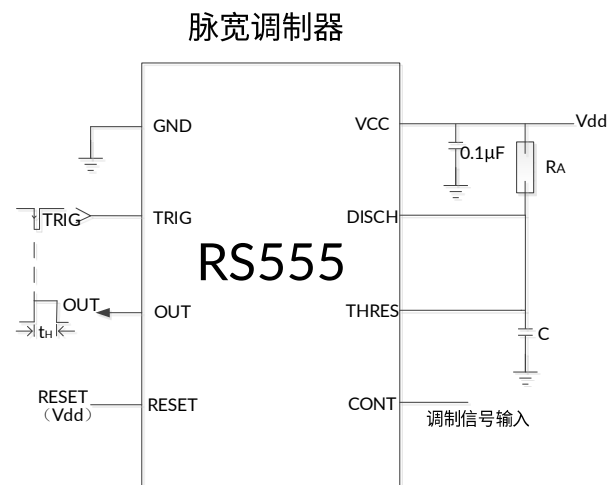 脉宽调制器
GND
VCC
Vdd
0.1μF
RA
TRIG
TRIG
DISCH
RS555
OUT
OUT
THRES
tH
C
RESET
(Vdd)
RESET
CONT
调制信号输入